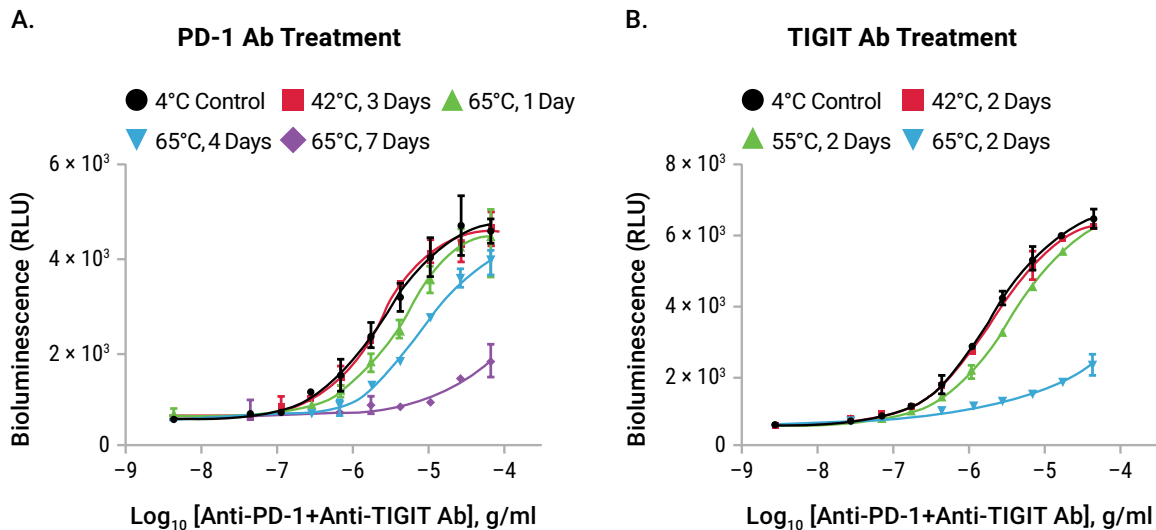 A.
PD-1 Ab Treatment
4°C Control 42°C, 3 Days 65°C, 1 Day
65°C, 4 Days 65°C, 7 Days
Bioluminescence (RLU)
6 × 10³
4 × 10³
2 × 10³
0
−9 −8 −7 −6 −5 −4
Log₁₀ [Anti-PD-1+Anti-TIGIT Ab], g/ml
B.
TIGIT Ab Treatment
4°C Control 42°C, 2 Days
55°C, 2 Days 65°C, 2 Days
Bioluminescence (RLU)
8 × 10³
6 × 10³
4 × 10³
2 × 10³
0
−9 −8 −7 −6 −5 −4
Log₁₀ [Anti-PD-1+Anti-TIGIT Ab], g/ml